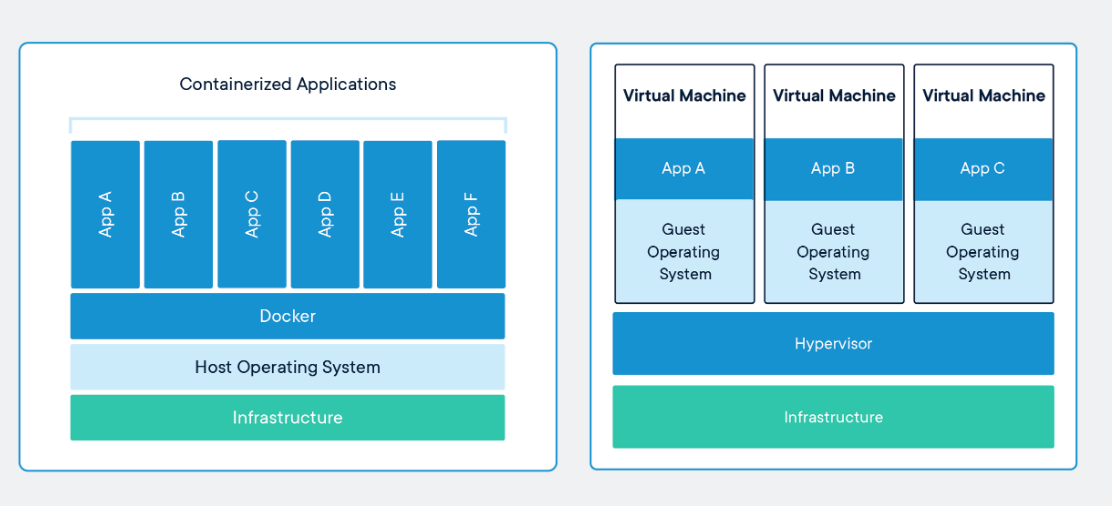 Containerized Applications
App A
App B
App C
App D
App E
App F
Docker
Host Operating System
Infrastructure
Virtual Machine
App A
Guest
Operating
System
Virtual Machine
App B
Guest
Operating
System
Virtual Machine
App C
Guest
Operating
System
Hypervisor
Infrastructure